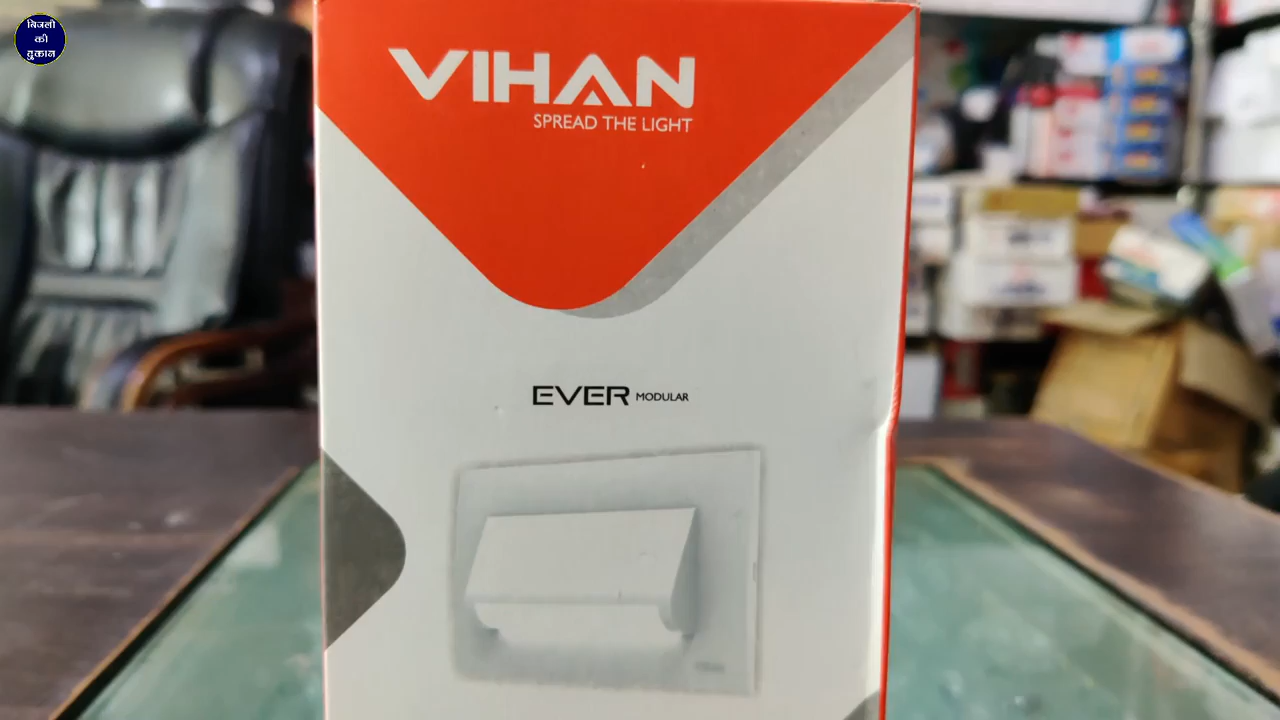 बिजली
की
दुकान
VIHAN
SPREAD THE LIGHT
EVER MODULAR